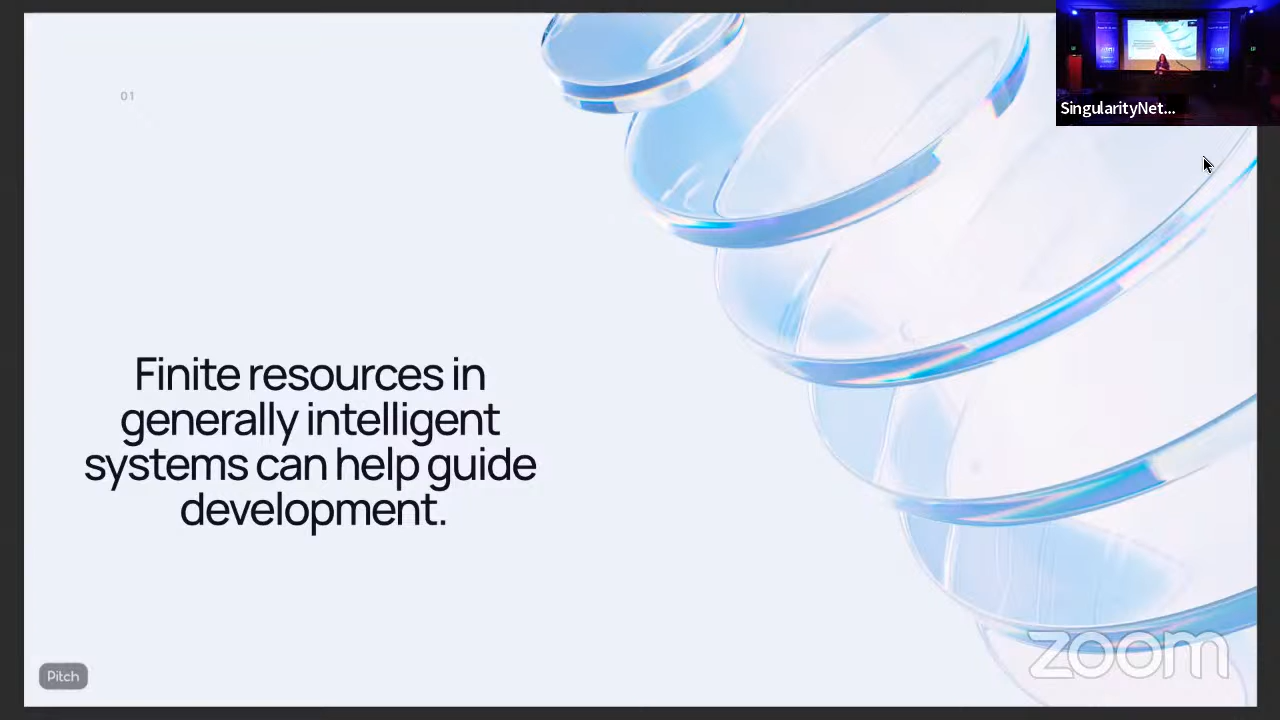 01
SingularityNet...
Finite resources in
generally intelligent
systems can help guide
development.
Pitch
zoom